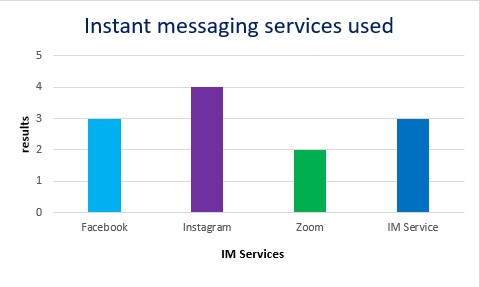 Instant messaging services used
5
4
3
2
1
0
results
Facebook Instagram Zoom IM Service
IM Services